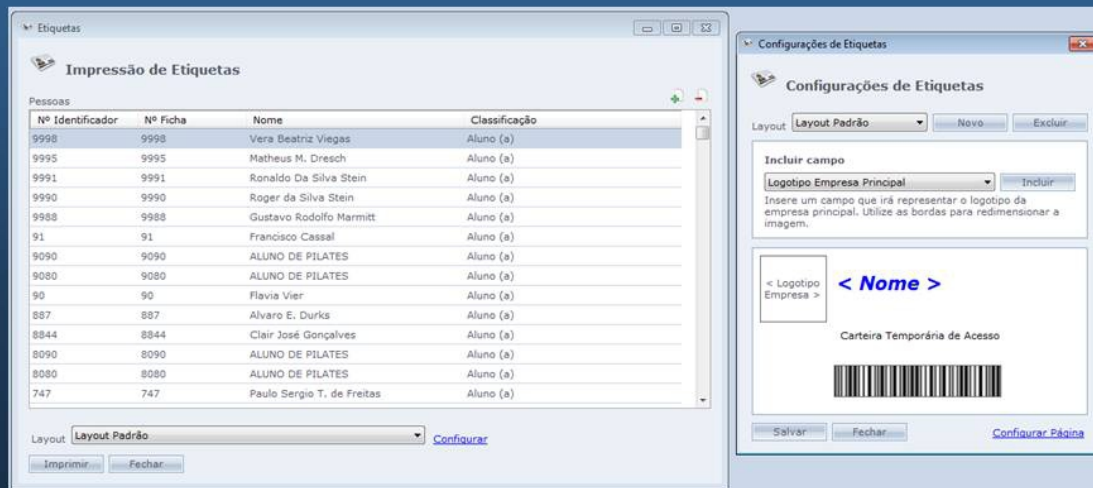 Etiquetas
Impressão de Etiquetas
Pessoas
Nº Identificador Nº Ficha Nome Classificação
9998 9998 Vera Beatriz Viegas Aluno (a)
9995 9995 Matheus M. Dresch Aluno (a)
9991 9991 Ronaldo Da Silva Stein Aluno (a)
9990 9990 Roger da Silva Stein Aluno (a)
9988 9988 Gustavo Rodolfo Marmitt Aluno (a)
91 91 Francisco Cassal Aluno (a)
9090 9090 ALUNO DE PILATES Aluno (a)
9080 9080 ALUNO DE PILATES Aluno (a)
90 90 Flavia Vier Aluno (a)
887 887 Alvaro E. Durks Aluno (a)
8844 8844 Clair José Gonçalves Aluno (a)
8090 8090 ALUNO DE PILATES Aluno (a)
8080 8080 ALUNO DE PILATES Aluno (a)
747 747 Paulo Sergio T. de Freitas Aluno (a)
Layout Layout Padrão Configurar
Imprimir Fechar
Configurações de Etiquetas
Configurações de Etiquetas
Layout Layout Padrão Novo Excluir
Incluir campo
Logotipo Empresa Principal Incluir
Insere um campo que irá representar o logotipo da
empresa principal. Utilize as bordas para redimensionar a
imagem.
< Logotipo
Empresa >
< Nome >
Carteira Temporária de Acesso
Salvar Fechar Configurar Página